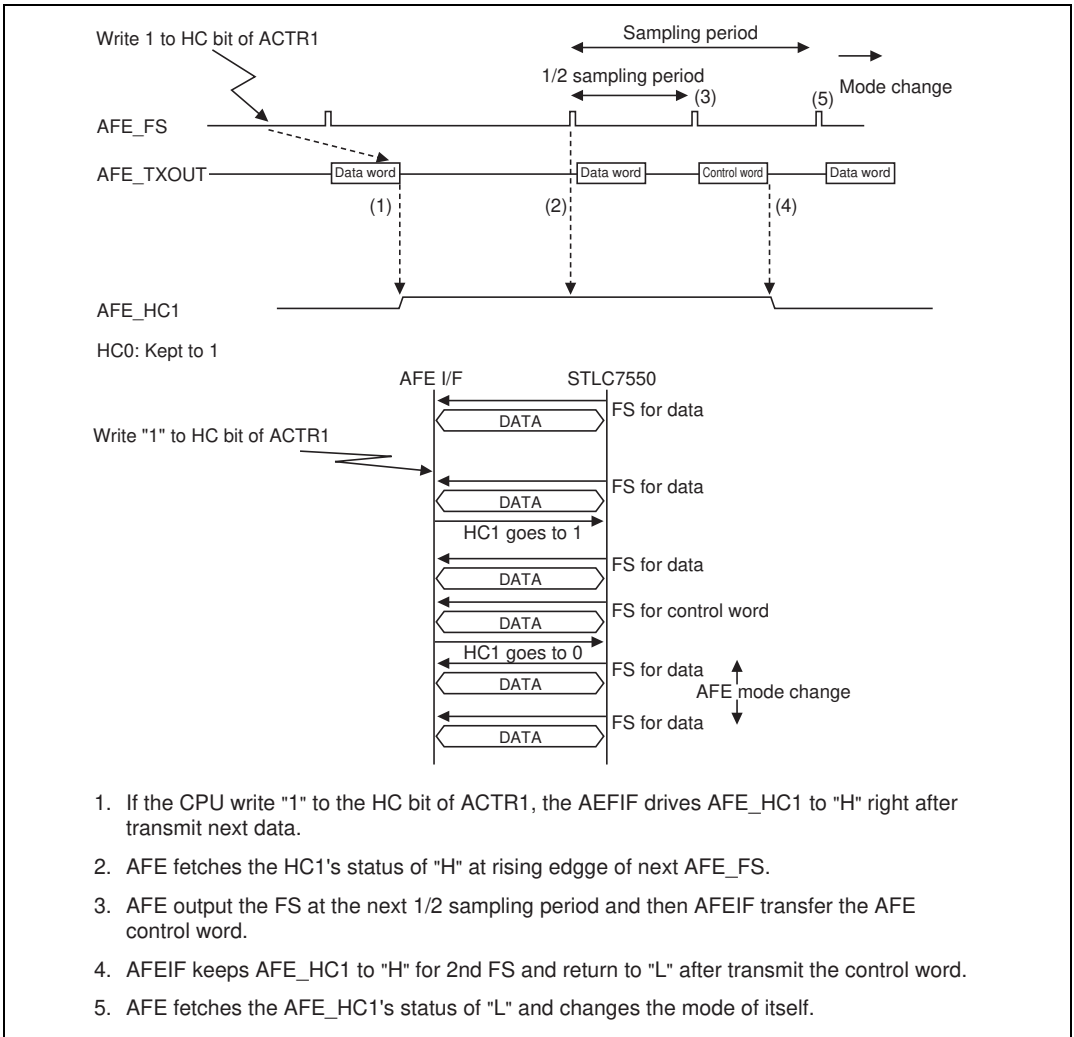 Write 1 to HC bit of ACTR1
Sampling period
1/2 sampling period
(3)
(5)
Mode change
AFE_FS
AFE_TXOUT
Data word
Data word
Control word
Data word
(1)
(2)
(4)
AFE_HC1
HC0: Kept to 1
AFE I/F
STLC7550
FS for data
DATA
Write "1" to HC bit of ACTR1
FS for data
DATA
HC1 goes to 1
FS for data
DATA
FS for control word
DATA
HC1 goes to 0
FS for data
DATA
AFE mode change
FS for data
DATA
1. If the CPU write "1" to the HC bit of ACTR1, the AEFIF drives AFE_HC1 to "H" right after
transmit next data.
2. AFE fetches the HC1's status of "H" at rising edgge of next AFE_FS.
3. AFE output the FS at the next 1/2 sampling period and then AFEIF transfer the AFE
control word.
4. AFEIF keeps AFE_HC1 to "H" for 2nd FS and return to "L" after transmit the control word.
5. AFE fetches the AFE_HC1's status of "L" and changes the mode of itself.